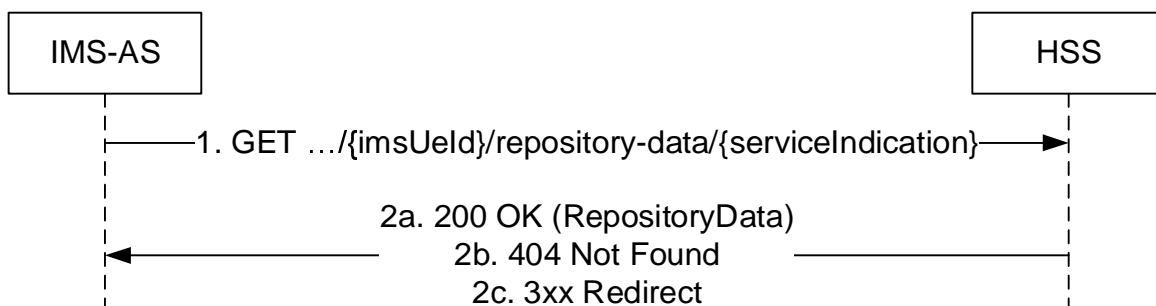 IMS-AS
HSS
1. GET …/{imsUeId}/repository-data/{serviceIndication}
2a. 200 OK (RepositoryData)
2b. 404 Not Found
2c. 3xx Redirect